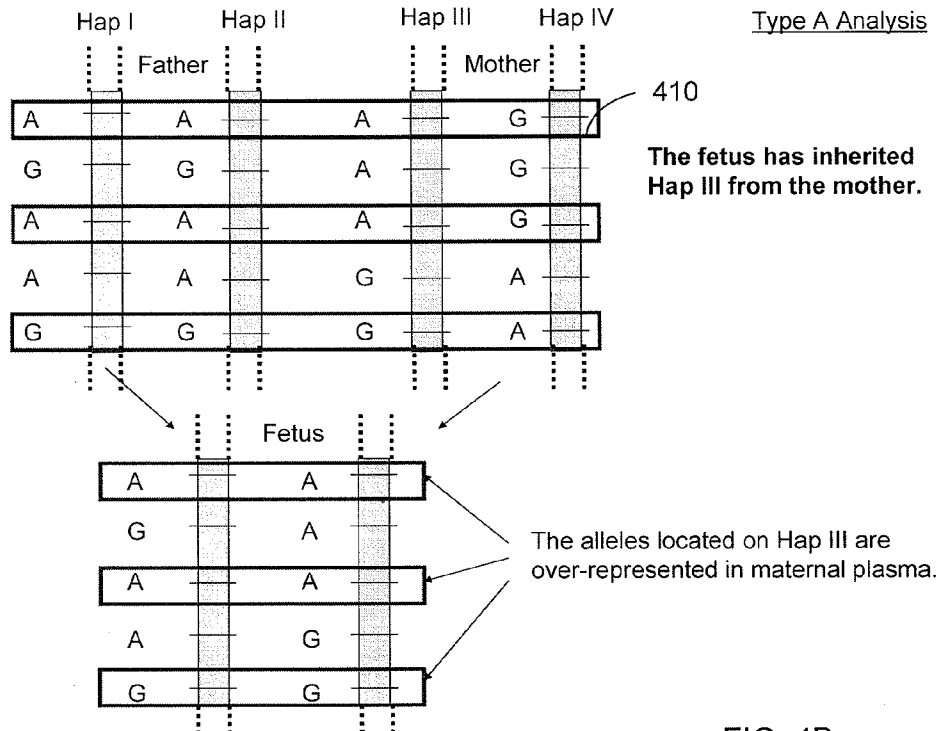 Hap I Hap II Hap III Hap IV Type A Analysis
Father Mother
410
A A A G
The fetus has inherited
G G A G
Hap III from the mother.
A A A G
A A G A
G G G A
Fetus
A A
G A
The alleles located on Hap III are
over-represented in maternal plasma.
A A
A G
G G